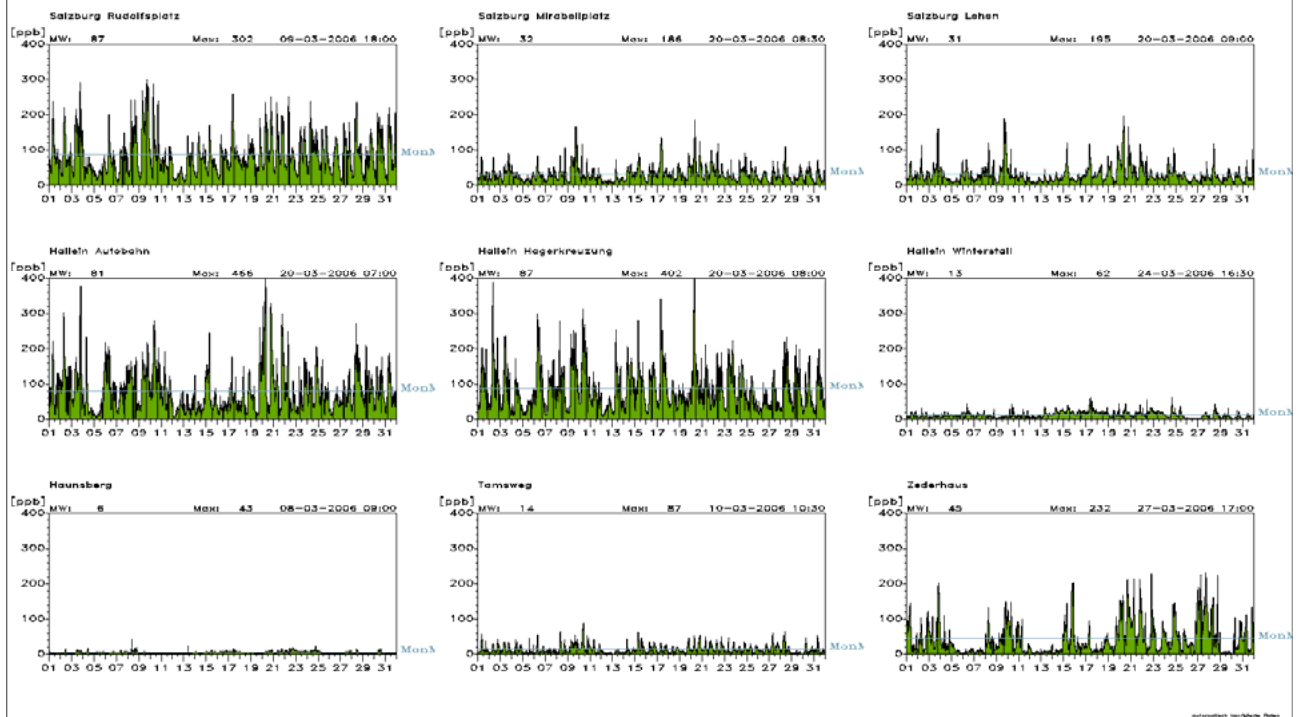 Salzburg Rudolfsplatz
[ppb] MW: 87 Max: 302 09-03-2006 18:00
400
300
200
100
0
MonM
01 03 05 07 09 11 13 15 17 19 21 23 25 27 29 31
Salzburg Mirabellplatz
[ppb] MW: 32 Max: 186 20-03-2006 08:30
400
300
200
100
0
MonM
01 03 05 07 09 11 13 15 17 19 21 23 25 27 29 31
Salzburg Lehen
[ppb] MW: 31 Max: 195 20-03-2006 09:00
400
300
200
100
0
MonM
01 03 05 07 09 11 13 15 17 19 21 23 25 27 29 31
Hallein Autobahn
[ppb] MW: 81 Max: 466 20-03-2006 07:00
400
300
200
100
0
MonM
01 03 05 07 09 11 13 15 17 19 21 23 25 27 29 31
Hallein Hagerkreuzung
[ppb] MW: 87 Max: 402 20-03-2006 08:00
400
300
200
100
0
MonM
01 03 05 07 09 11 13 15 17 19 21 23 25 27 29 31
Hallein Winterstall
[ppb] MW: 13 Max: 62 24-03-2006 16:30
400
300
200
100
0
MonM
01 03 05 07 09 11 13 15 17 19 21 23 25 27 29 31
Haunsberg
[ppb] MW: 6 Max: 43 08-03-2006 09:00
400
300
200
100
0
MonM
01 03 05 07 09 11 13 15 17 19 21 23 25 27 29 31
Tamsweg
[ppb] MW: 14 Max: 87 10-03-2006 10:30
400
300
200
100
0
MonM
01 03 05 07 09 11 13 15 17 19 21 23 25 27 29 31
Zederhaus
[ppb] MW: 45 Max: 232 27-03-2006 17:00
400
300
200
100
0
MonM
01 03 05 07 09 11 13 15 17 19 21 23 25 27 29 31